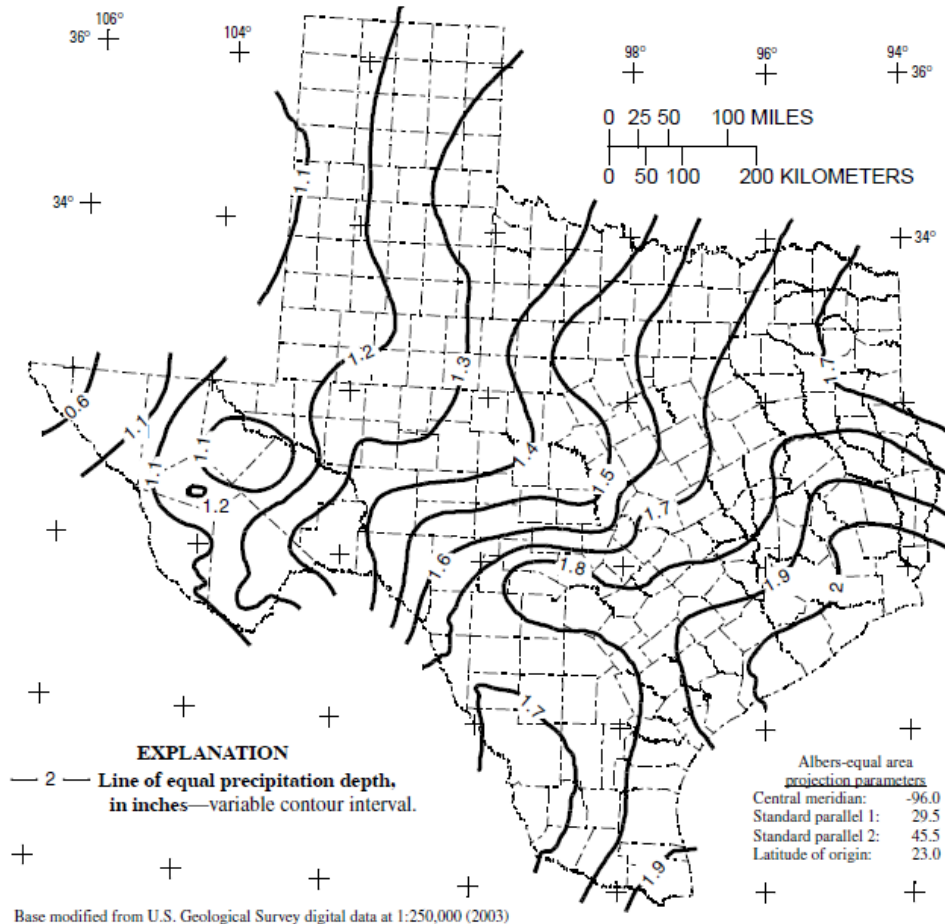 106°
36°
104°
98°
96°
94°
36°
0 25 50 100 MILES
0 50 100 200 KILOMETERS
34°
34°
1.1
1.2
1.3
1.7
0.6
1.1
1.1
1.1
1.2
1.4
1.5
1.7
1.6
1.8
1.9
2
1.7
1.9
EXPLANATION
2 Line of equal precipitation depth,
in inches—variable contour interval.
Albers-equal area
projection parameters
Central meridian: -96.0
Standard parallel 1: 29.5
Standard parallel 2: 45.5
Latitude of origin: 23.0
Base modified from U.S. Geological Survey digital data at 1:250,000 (2003)